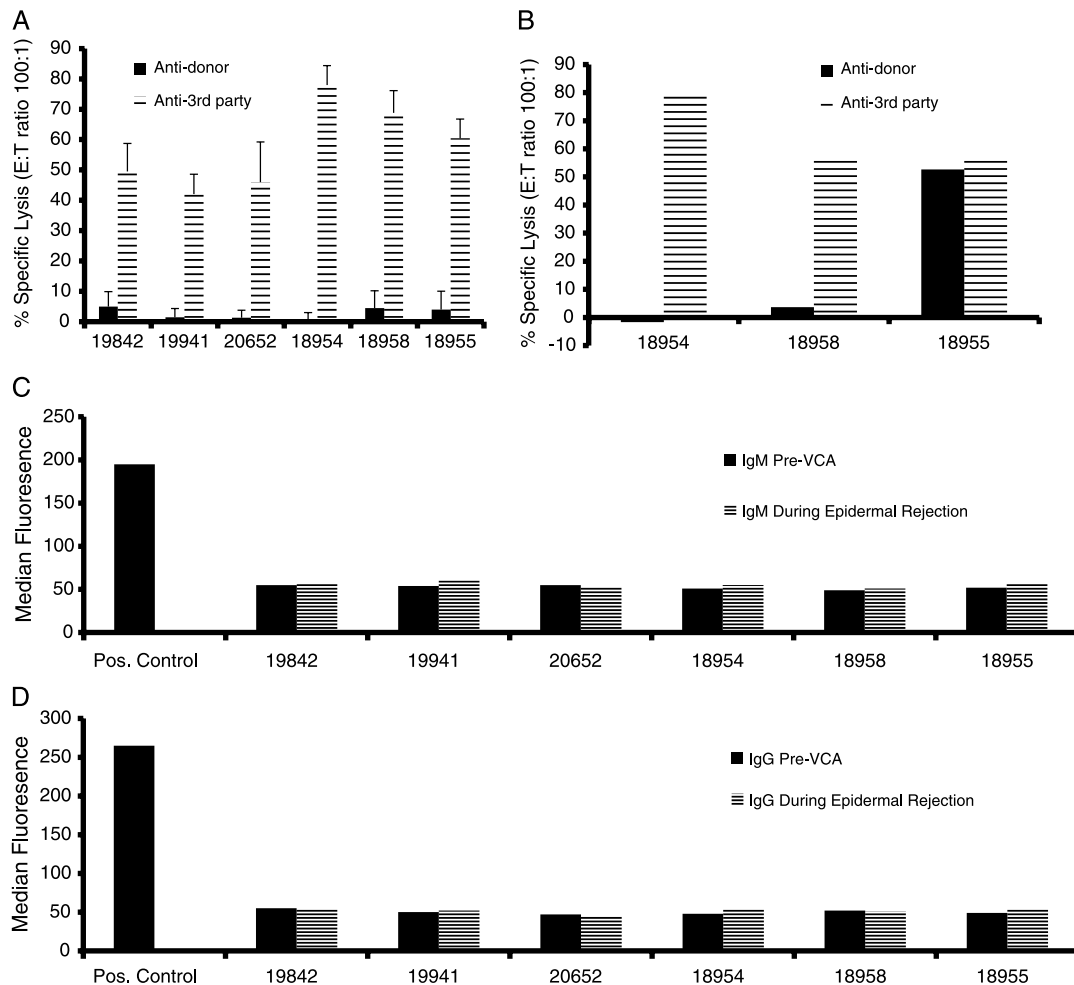 A
% Specific Lysis (E:T ratio 100:1)
90
80
70
60
50
40
30
20
10
0
Anti-donor
Anti-3rd party
19842 19941 20652 18954 18958 18955
B
% Specific Lysis (E:T ratio 100:1)
90
80
70
60
50
40
30
20
10
0
-10
Anti-donor
Anti-3rd party
18954 18958 18955
C
Median Fluoresence
250
200
150
100
50
0
IgM Pre-VCA
IgM During Epidermal Rejection
Pos. Control 19842 19941 20652 18954 18958 18955
D
Median Fluoresence
300
250
200
150
100
50
0
IgG Pre-VCA
IgG During Epidermal Rejection
Pos. Control 19842 19941 20652 18954 18958 18955